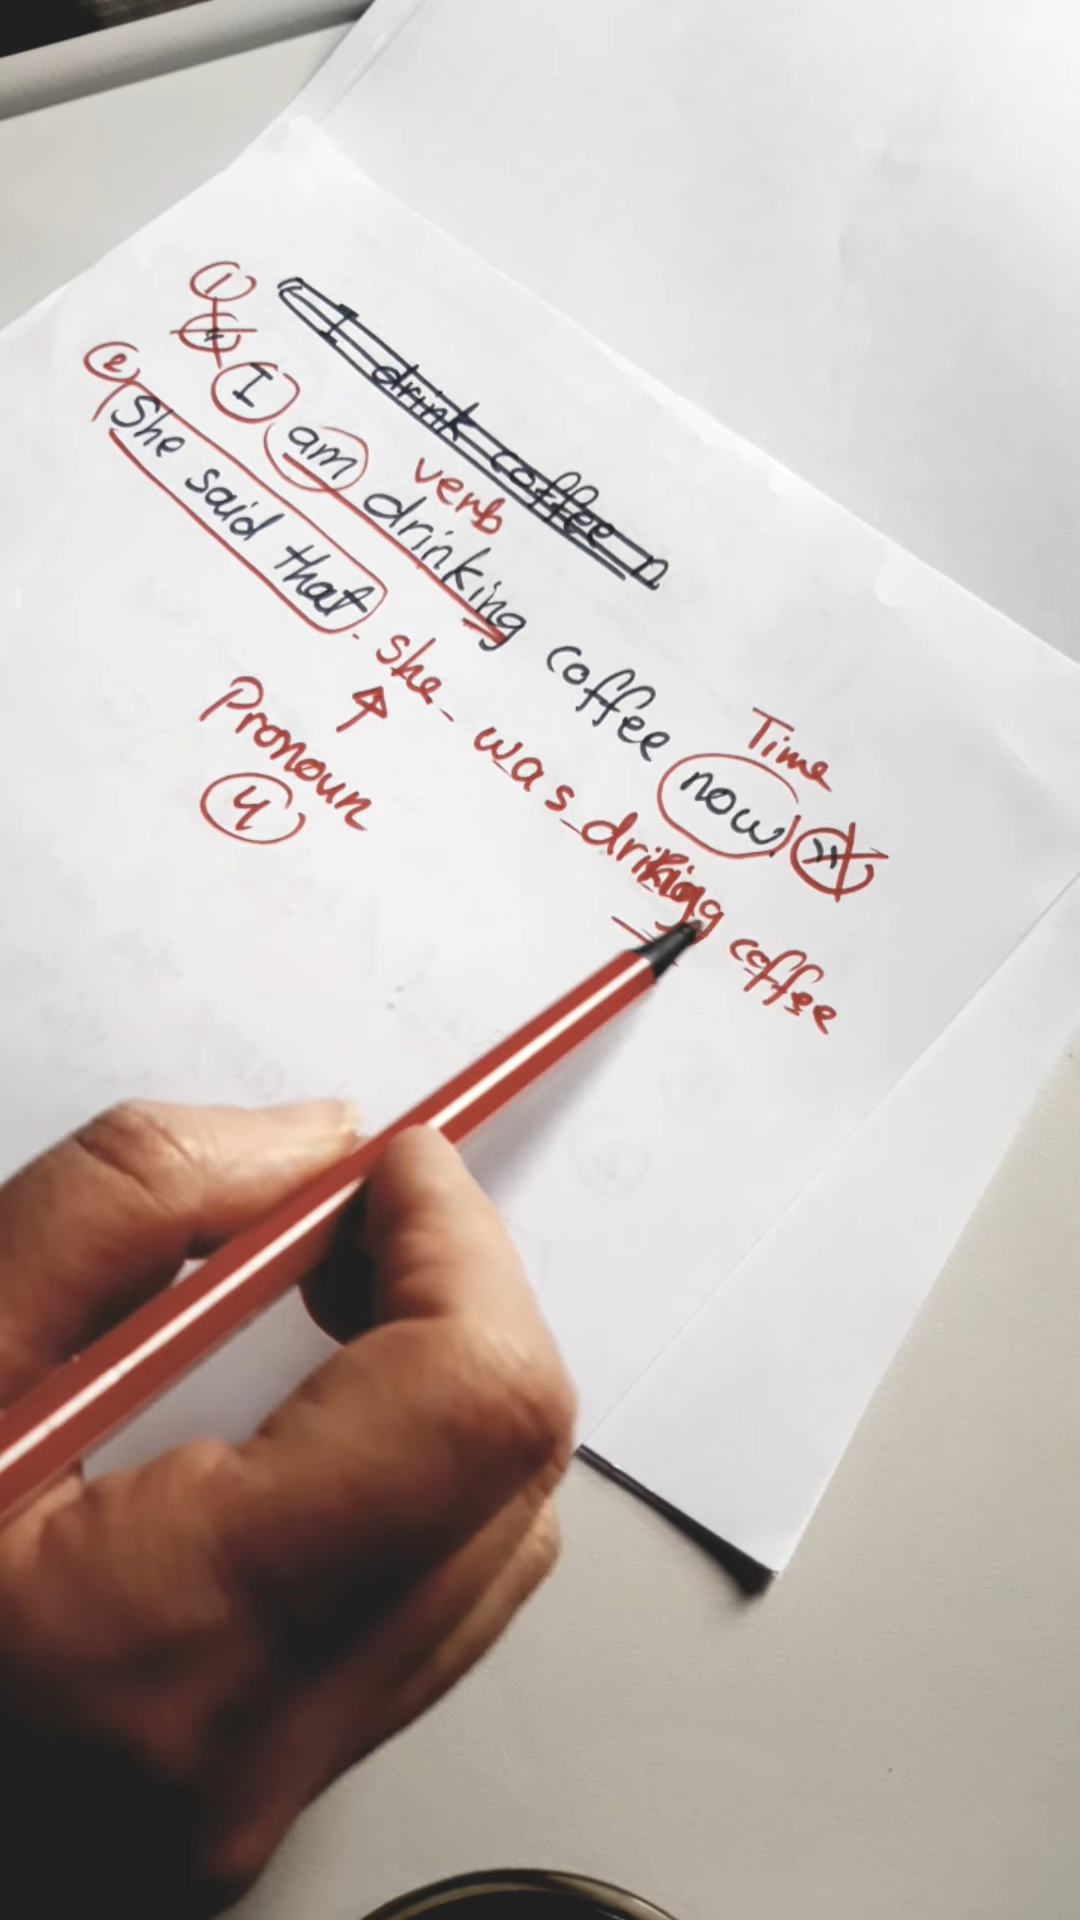 ① I drink coffee n
" I am drinking coffee now. "
verb
Time
② She said that she was drinking coffee
Pronoun
④